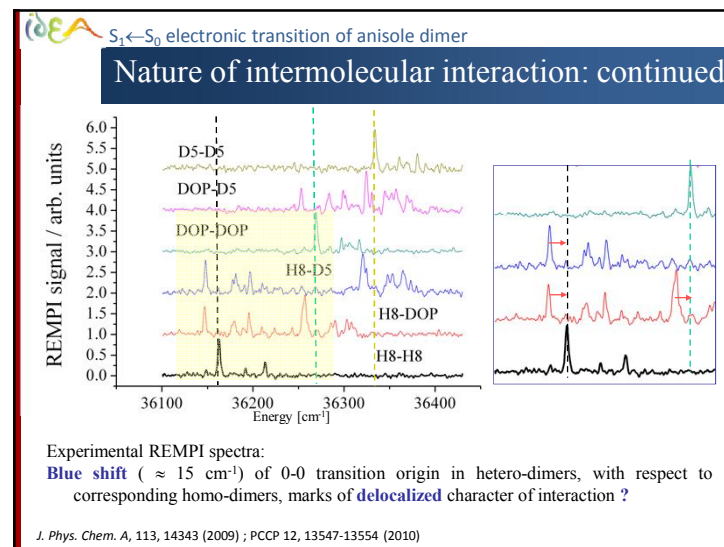 idEA
S₁←S₀ electronic transition of anisole dimer
Nature of intermolecular interaction: continued
REMPI signal / arb. units
6.0
5.5
5.0
4.5
4.0
3.5
3.0
2.5
2.0
1.5
1.0
0.5
0.0
D5-D5
DOP-D5
DOP-DOP
H8-D5
H8-DOP
H8-H8
36100
36200
36300
36400
Energy [cm⁻¹]
Experimental REMPI spectra:
Blue shift ( ≈ 15 cm⁻¹) of 0-0 transition origin in hetero-dimers, with respect to
corresponding homo-dimers, marks of delocalized character of interaction ?
J. Phys. Chem. A, 113, 14343 (2009) ; PCCP 12, 13547-13554 (2010)